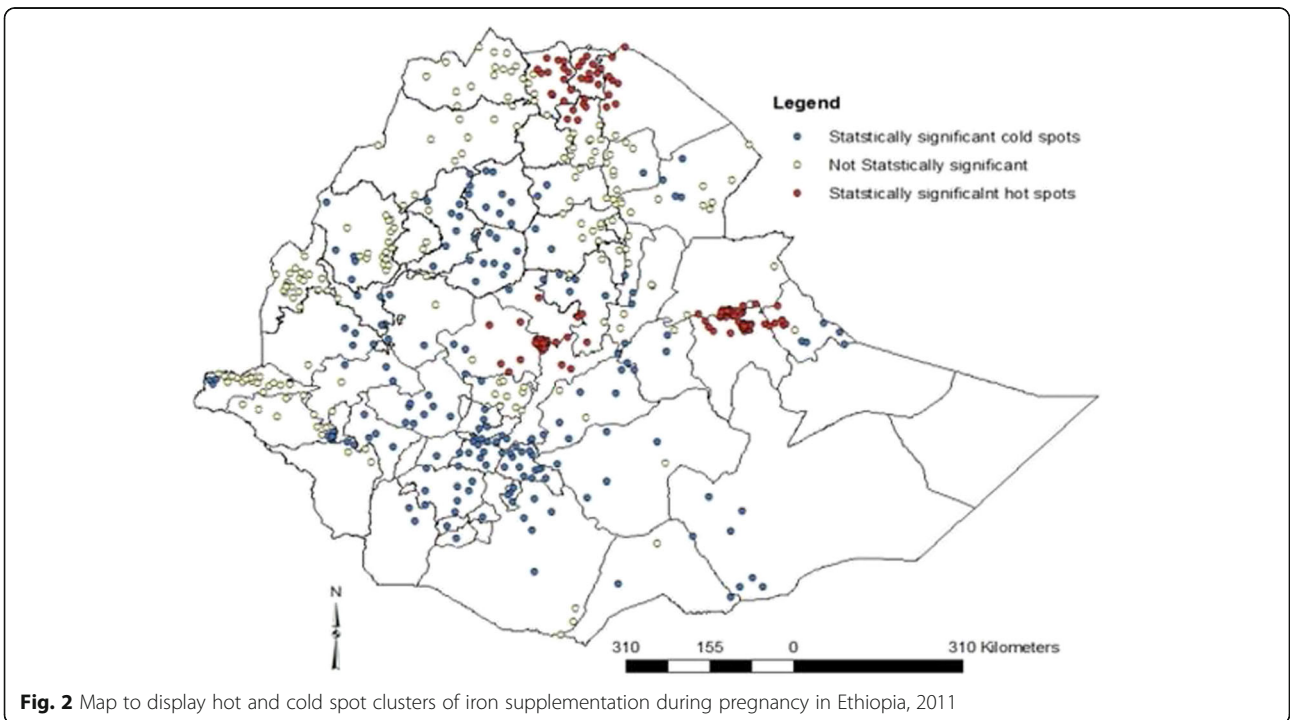 Legend
Statstically significant cold spots
Not Statstically significant
Statstically significalnt hot spots
N
310 155 0 310 Kilometers
Fig. 2 Map to display hot and cold spot clusters of iron supplementation during pregnancy in Ethiopia, 2011